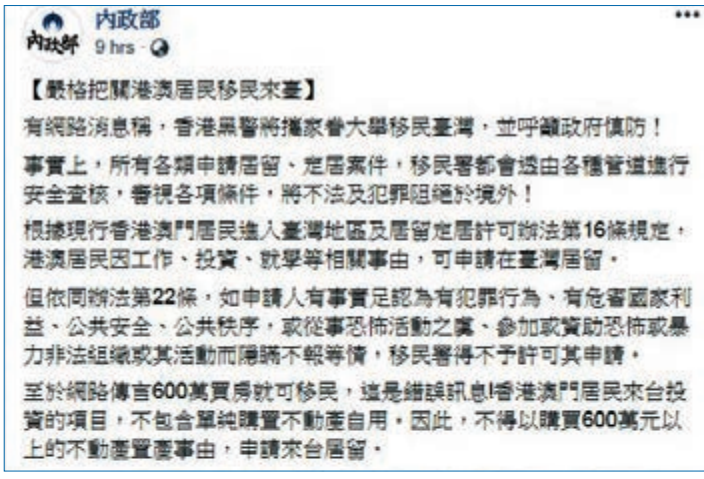 內政部
內政部 9 hrs ·
【嚴格把關港澳居民移民來臺】
有網路消息稱，香港黑警將攜家眷大舉移民臺灣，並呼籲政府慎防！
事實上，所有各類申請居留、定居案件，移民署都會透由各種管道進行
安全查核，審視各項條件，將不法及犯罪阻絕於境外！
根據現行香港澳門居民進入臺灣地區及居留定居許可辦法第16條規定，
港澳居民因工作、投資、就學等相關事由，可申請在臺灣居留。
但依同辦法第22條，如申請人有事實足認為有犯罪行為、有危害國家利
益、公共安全、公共秩序，或從事恐怖活動之虞、參加或資助恐怖或暴
力非法組織或其活動而隱瞞不報等情，移民署得不予許可其申請。
至於網路傳言600萬買房就可移民，這是錯誤訊息!香港澳門居民來台投
資的項目，不包含單純購置不動產自用。因此，不得以購買600萬元以
上的不動產置產事由，申請來台居留。